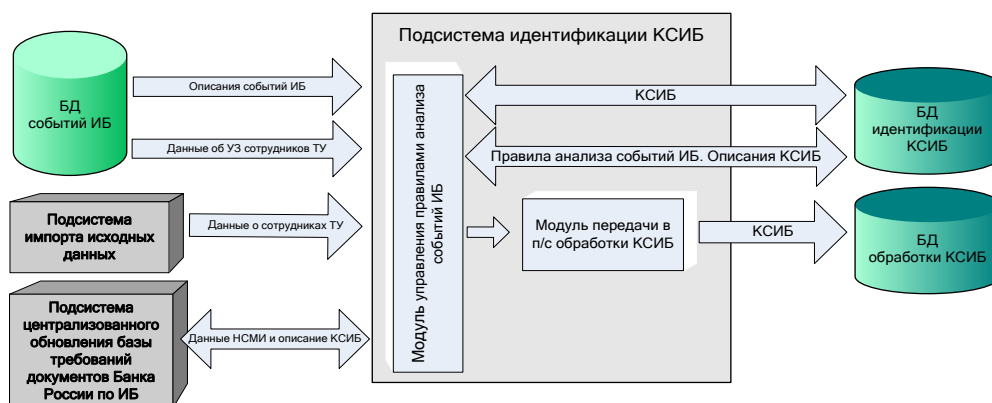 Подсистема идентификации КСИБ
БД
событий ИБ
Описания событий ИБ
Данные об УЗ сотрудников ТУ
Подсистема
импорта исходных
данных
Данные о сотрудниках ТУ
Подсистема
централизованного
обновления базы
требований
документов Банка
России по ИБ
Данные НСМИ и описание КСИБ
Модуль управления правилами анализа
событий ИБ
КСИБ
Правила анализа событий ИБ. Описания КСИБ
Модуль передачи в
п/с обработки КСИБ
КСИБ
БД
идентификации
КСИБ
БД
обработки КСИБ